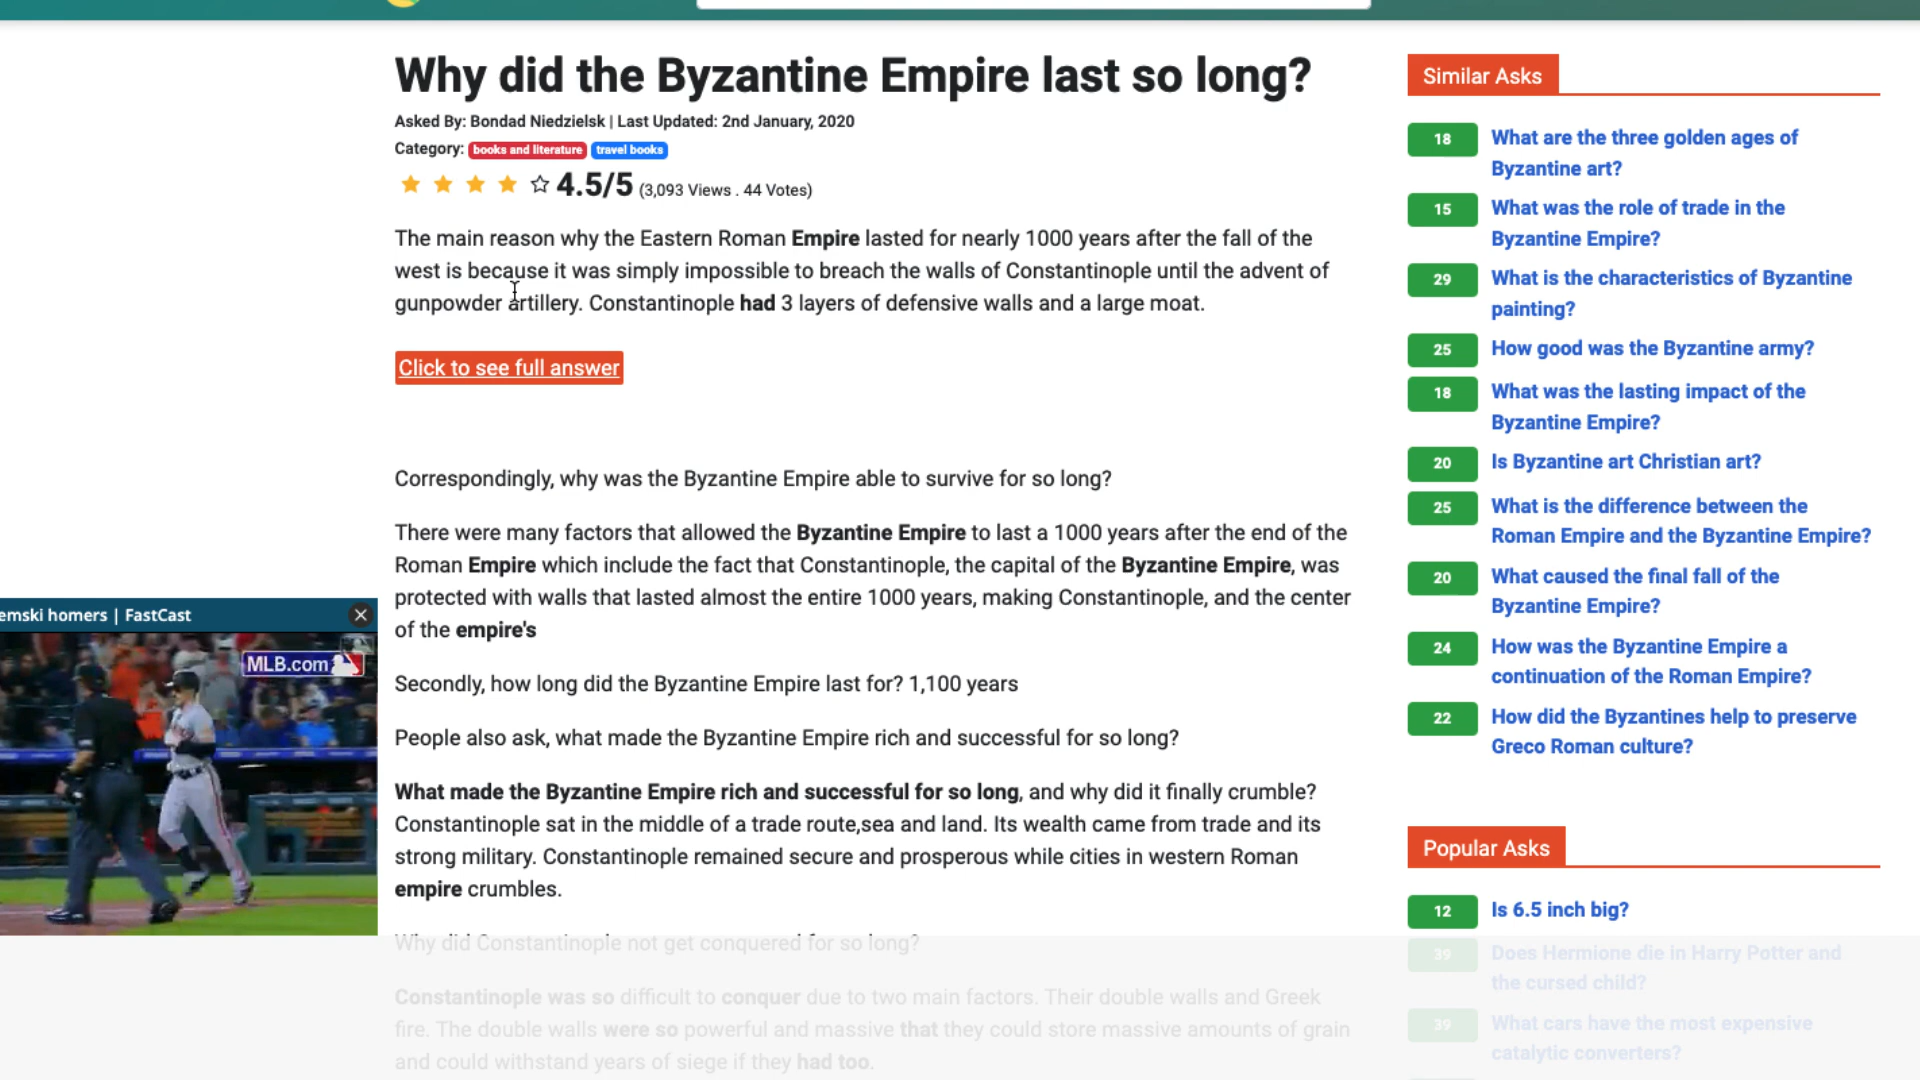 Why did the Byzantine Empire last so long?
Asked By: Bondad Niedzielsk | Last Updated: 2nd January, 2020
Category: books and literature travel books
4.5/5 (3,093 Views . 44 Votes)
The main reason why the Eastern Roman Empire lasted for nearly 1000 years after the fall of the
west is because it was simply impossible to breach the walls of Constantinople until the advent of
gunpowder artillery. Constantinople had 3 layers of defensive walls and a large moat.
Click to see full answer
Correspondingly, why was the Byzantine Empire able to survive for so long?
There were many factors that allowed the Byzantine Empire to last a 1000 years after the end of the
Roman Empire which include the fact that Constantinople, the capital of the Byzantine Empire, was
protected with walls that lasted almost the entire 1000 years, making Constantinople, and the center
of the empire's
Secondly, how long did the Byzantine Empire last for? 1,100 years
People also ask, what made the Byzantine Empire rich and successful for so long?
What made the Byzantine Empire rich and successful for so long, and why did it finally crumble?
Constantinople sat in the middle of a trade route,sea and land. Its wealth came from trade and its
strong military. Constantinople remained secure and prosperous while cities in western Roman
empire crumbles.
Why did Constantinople not get conquered for so long?
Constantinople was so difficult to conquer due to two main factors. Their double walls and Greek
fire. The double walls were so powerful and massive that they could store massive amounts of grain
and could withstand years of siege if they had too.
emski homers | FastCast
MLB.com
Similar Asks
18 What are the three golden ages of
Byzantine art?
15 What was the role of trade in the
Byzantine Empire?
29 What is the characteristics of Byzantine
painting?
25 How good was the Byzantine army?
18 What was the lasting impact of the
Byzantine Empire?
20 Is Byzantine art Christian art?
25 What is the difference between the
Roman Empire and the Byzantine Empire?
20 What caused the final fall of the
Byzantine Empire?
24 How was the Byzantine Empire a
continuation of the Roman Empire?
22 How did the Byzantines help to preserve
Greco Roman culture?
Popular Asks
12 Is 6.5 inch big?
39 Does Hermione die in Harry Potter and
the cursed child?
39 What cars have the most expensive
catalytic converters?